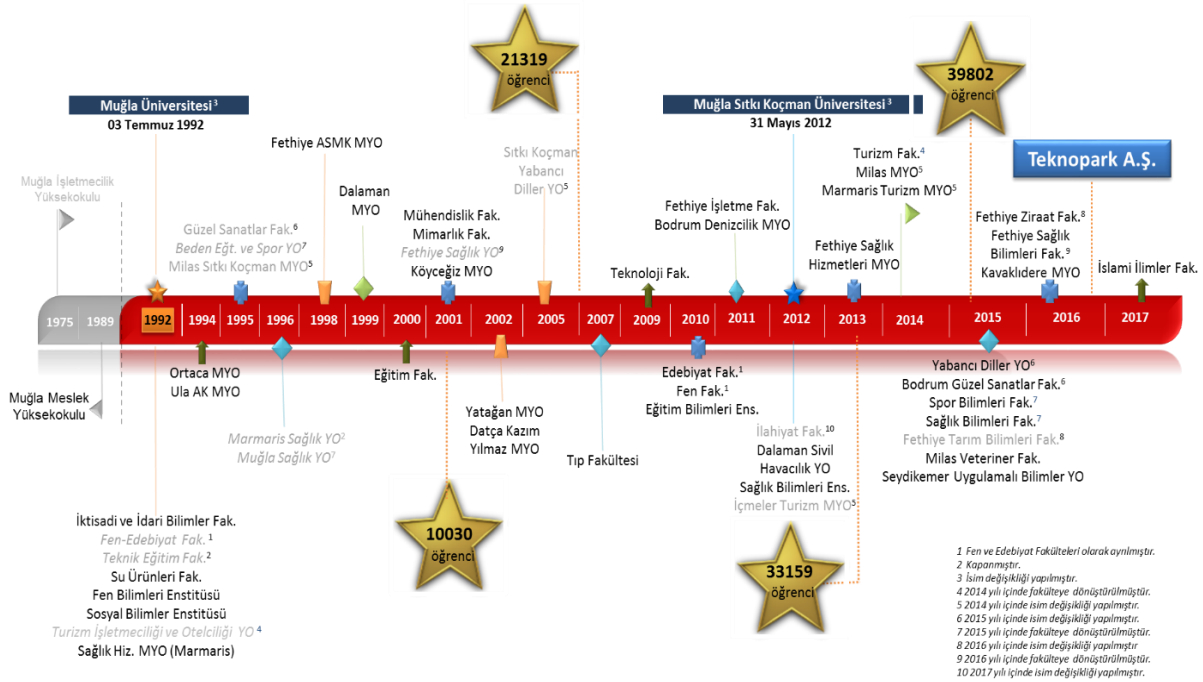 21319
öğrenci
39802
öğrenci
Muğla Üniversitesi ³
03 Temmuz 1992
Muğla Sıtkı Koçman Üniversitesi ³
31 Mayıs 2012
Teknopark A.Ş.
Muğla İşletmecilik
Yüksekokulu
Güzel Sanatlar Fak.⁶
Beden Eğt. ve Spor YO⁷
Milas Sıtkı Koçman MYO⁵
Fethiye ASMK MYO
Dalaman
MYO
Mühendislik Fak.
Mimarlık Fak.
Fethiye Sağlık YO⁹
Köyceğiz MYO
Sıtkı Koçman
Yabancı
Diller YO⁵
Teknoloji Fak.
Fethiye İşletme Fak.
Bodrum Denizcilik MYO
Fethiye Sağlık
Hizmetleri MYO
Turizm Fak.⁴
Milas MYO⁵
Marmaris Turizm MYO⁵
Fethiye Ziraat Fak.⁸
Fethiye Sağlık
Bilimleri Fak.⁹
Kavaklıdere MYO
İslami İlimler Fak.
1975 1989 1992 1994 1995 1996 1998 1999 2000 2001 2002 2005 2007 2009 2010 2011 2012 2013 2014 2015 2016 2017
Muğla Meslek
Yüksekokulu
Ortaca MYO
Ula AK MYO
Marmaris Sağlık YO²
Muğla Sağlık YO⁷
Eğitim Fak.
Yatağan MYO
Datça Kazım
Yılmaz MYO
Tıp Fakültesi
Edebiyat Fak.¹
Fen Fak.¹
Eğitim Bilimleri Ens.
İlahiyat Fak.¹⁰
Dalaman Sivil
Havacılık YO
Sağlık Bilimleri Ens.
İçmeler Turizm MYO⁵
Yabancı Diller YO⁶
Bodrum Güzel Sanatlar Fak.⁶
Spor Bilimleri Fak.⁷
Sağlık Bilimleri Fak.⁷
Fethiye Tarım Bilimleri Fak.⁸
Milas Veteriner Fak.
Seydikemer Uygulamalı Bilimler YO
İktisadi ve İdari Bilimler Fak.
Fen-Edebiyat Fak. ¹
Teknik Eğitim Fak.²
Su Ürünleri Fak.
Fen Bilimleri Enstitüsü
Sosyal Bilimler Enstitüsü
Turizm İşletmeciliği ve Otelciliği YO ⁴
Sağlık Hiz. MYO (Marmaris)
10030
öğrenci
33159
öğrenci
1 Fen ve Edebiyat Fakülteleri olarak ayrılmıştır.
2 Kapanmıştır.
3 İsim değişikliği yapılmıştır.
4 2014 yılı içinde fakülteye dönüştürülmüştür.
5 2014 yılı içinde isim değişikliği yapılmıştır.
6 2015 yılı içinde isim değişikliği yapılmıştır.
7 2015 yılı içinde fakülteye dönüştürülmüştür.
8 2016 yılı içinde isim değişikliği yapılmıştır
9 2016 yılı içinde fakülteye dönüştürülmüştür.
10 2017 yılı içinde isim değişikliği yapılmıştır.